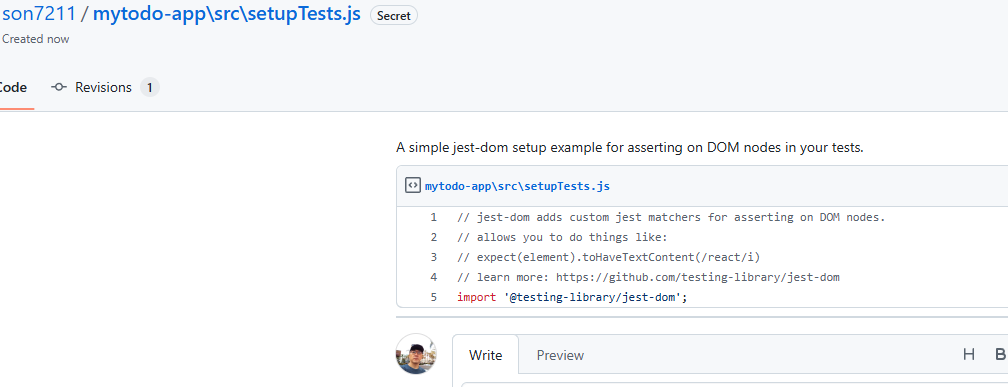 son7211 / mytodo-app\src\setupTests.js Secret
Created now
Code Revisions 1
A simple jest-dom setup example for asserting on DOM nodes in your tests.
mytodo-app\src\setupTests.js
1 // jest-dom adds custom jest matchers for asserting on DOM nodes.
2 // allows you to do things like:
3 // expect(element).toHaveTextContent(/react/i)
4 // learn more: https://github.com/testing-library/jest-dom
5 import '@testing-library/jest-dom';
Write Preview H B